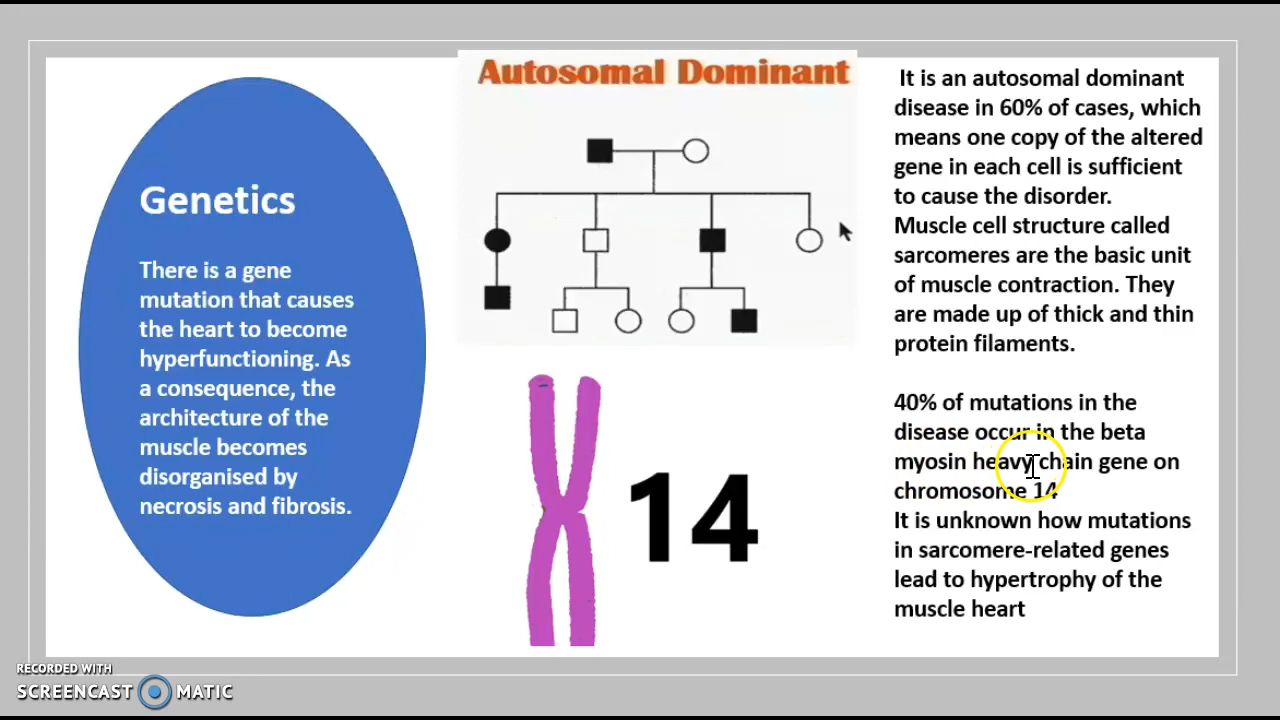 Genetics
There is a gene
mutation that causes
the heart to become
hyperfunctioning. As
a consequence, the
architecture of the
muscle becomes
disorganised by
necrosis and fibrosis.
Autosomal Dominant
14
It is an autosomal dominant
disease in 60% of cases, which
means one copy of the altered
gene in each cell is sufficient
to cause the disorder.
Muscle cell structure called
sarcomeres are the basic unit
of muscle contraction. They
are made up of thick and thin
protein filaments.
40% of mutations in the
disease occur in the beta
myosin heavy chain gene on
chromosome 14
It is unknown how mutations
in sarcomere-related genes
lead to hypertrophy of the
muscle heart
RECORDED WITH
SCREENCAST MATIC